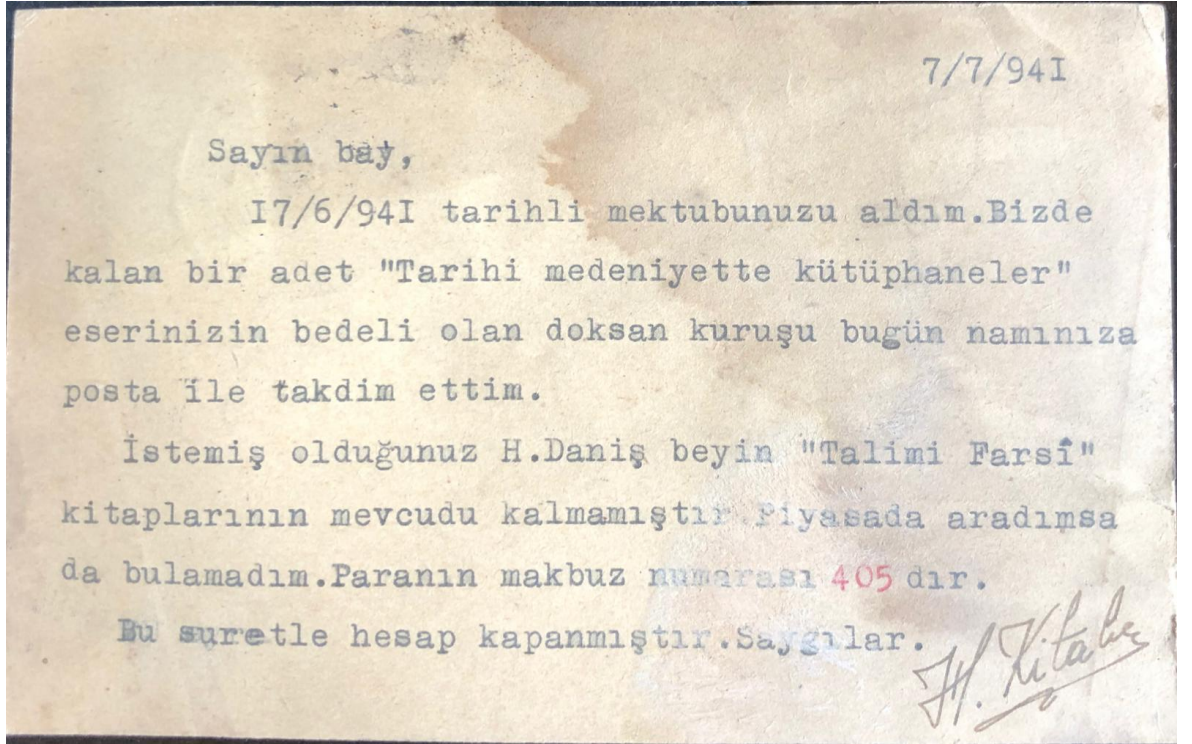 7/7/94I
Sayın bay,
I7/6/94I tarihli mektubunuzu aldım.Bizde
kalan bir adet "Tarihi medeniyette kütüphaneler"
eserinizin bedeli olan doksan kuruşu bugün namınıza
posta ile takdim ettim.
İstemiş olduğunuz H.Daniş beyin "Talimi Farsî"
kitaplarının mevcudu kalmamıştır.Piyasada aradımsa
da bulamadım.Paranın makbuz numarası 405 dır.
Bu suretle hesap kapanmıştır.Saygılar.
H.